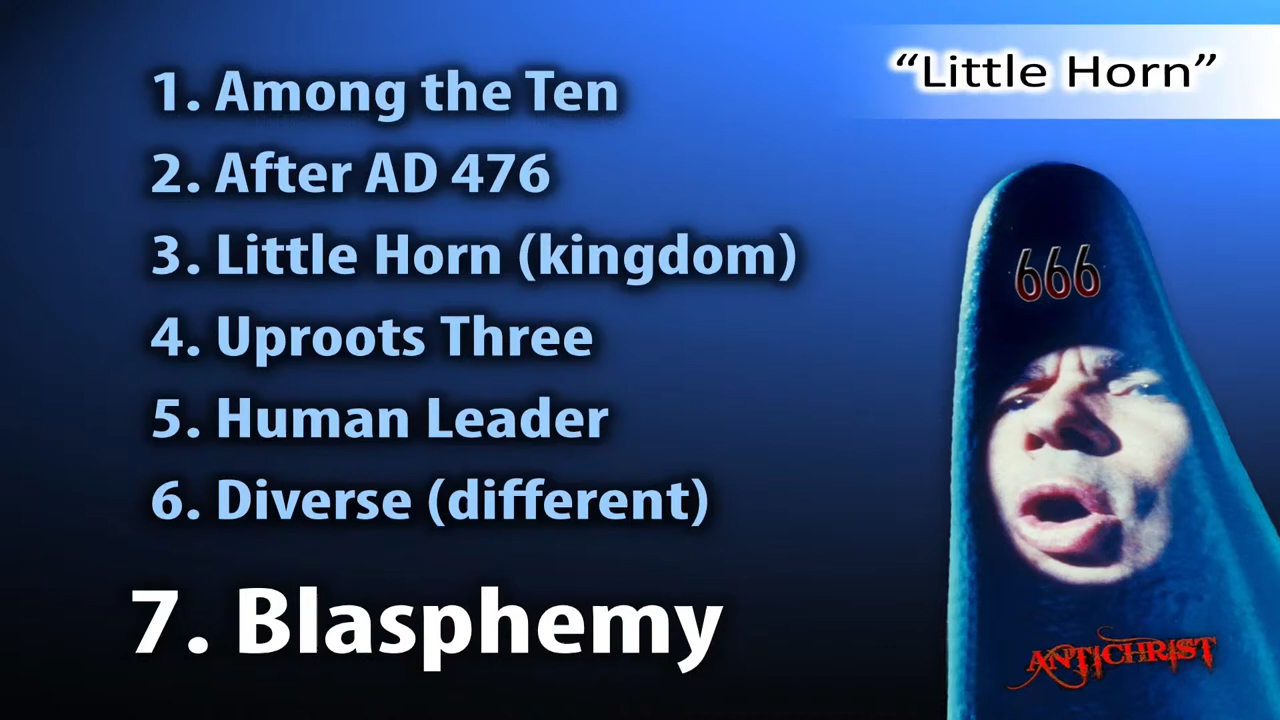 “Little Horn”
1. Among the Ten
2. After AD 476
3. Little Horn (kingdom)
4. Uproots Three
5. Human Leader
6. Diverse (different)
7. Blasphemy
666
ANTICHRIST